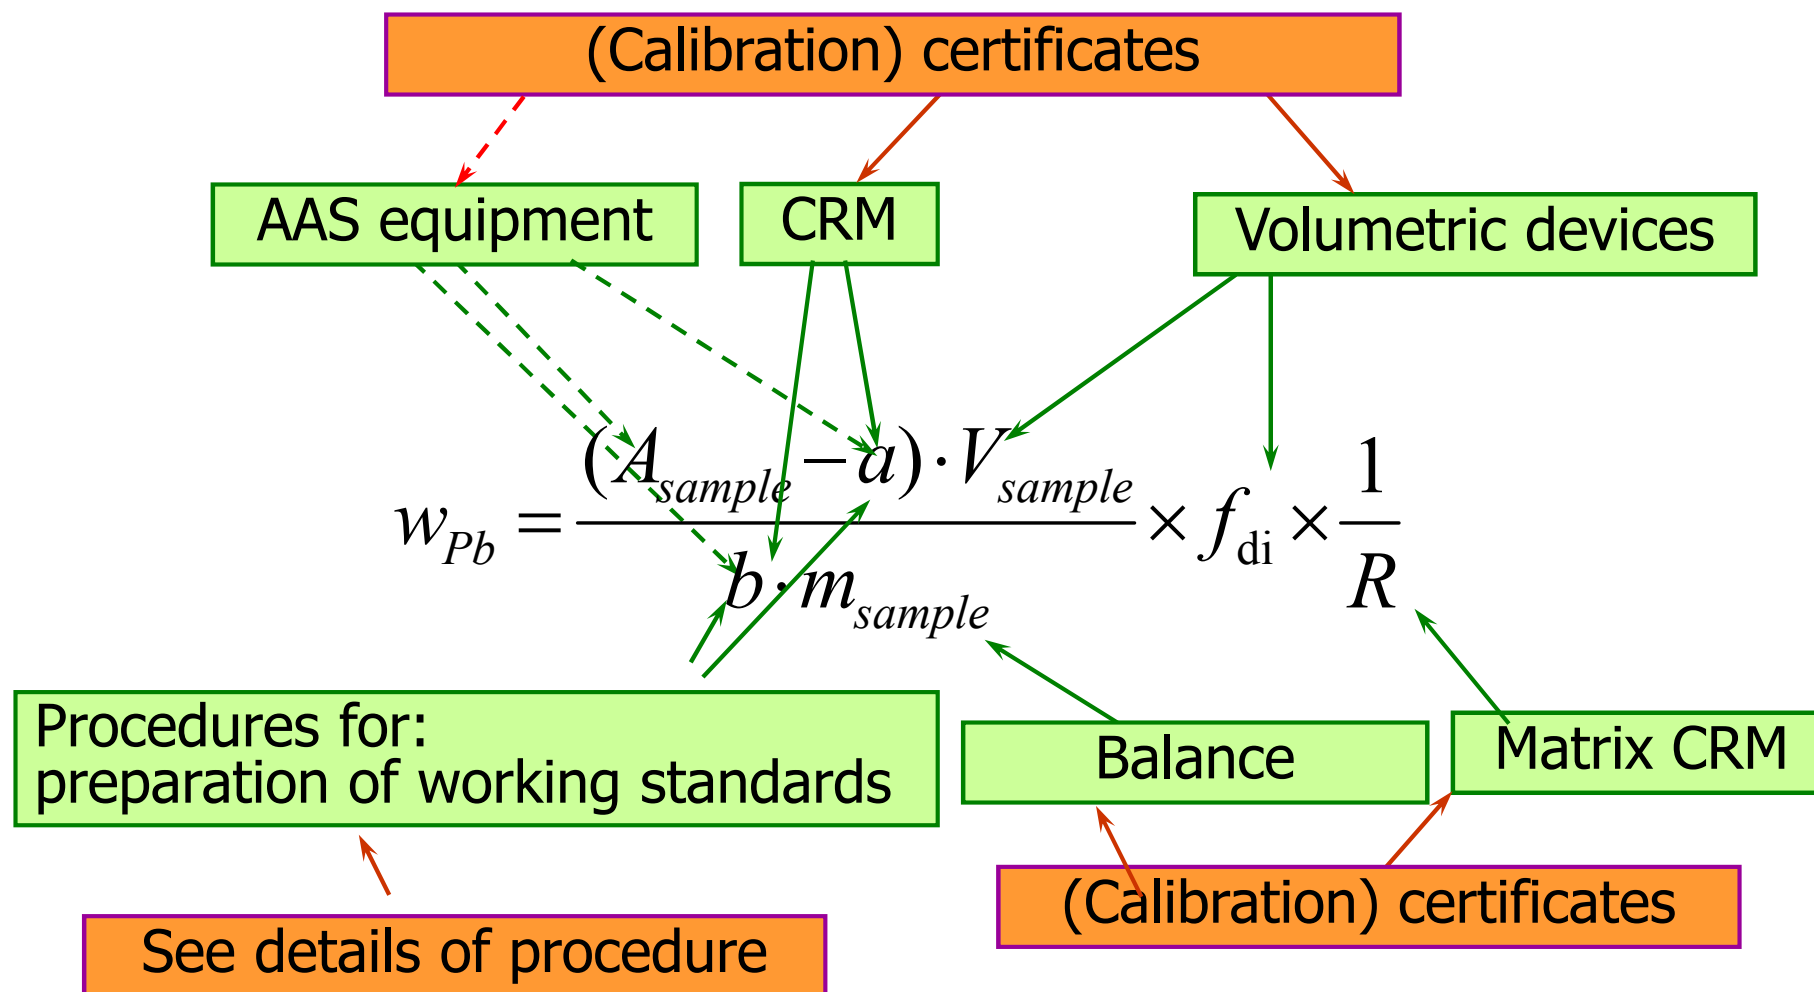 (Calibration) certificates
AAS equipment
CRM
Volumetric devices
w_Pb = (A_sample − a) · V_sample / b · m_sample × f_di × 1 / R
Procedures for:
preparation of working standards
Balance
Matrix CRM
(Calibration) certificates
See details of procedure